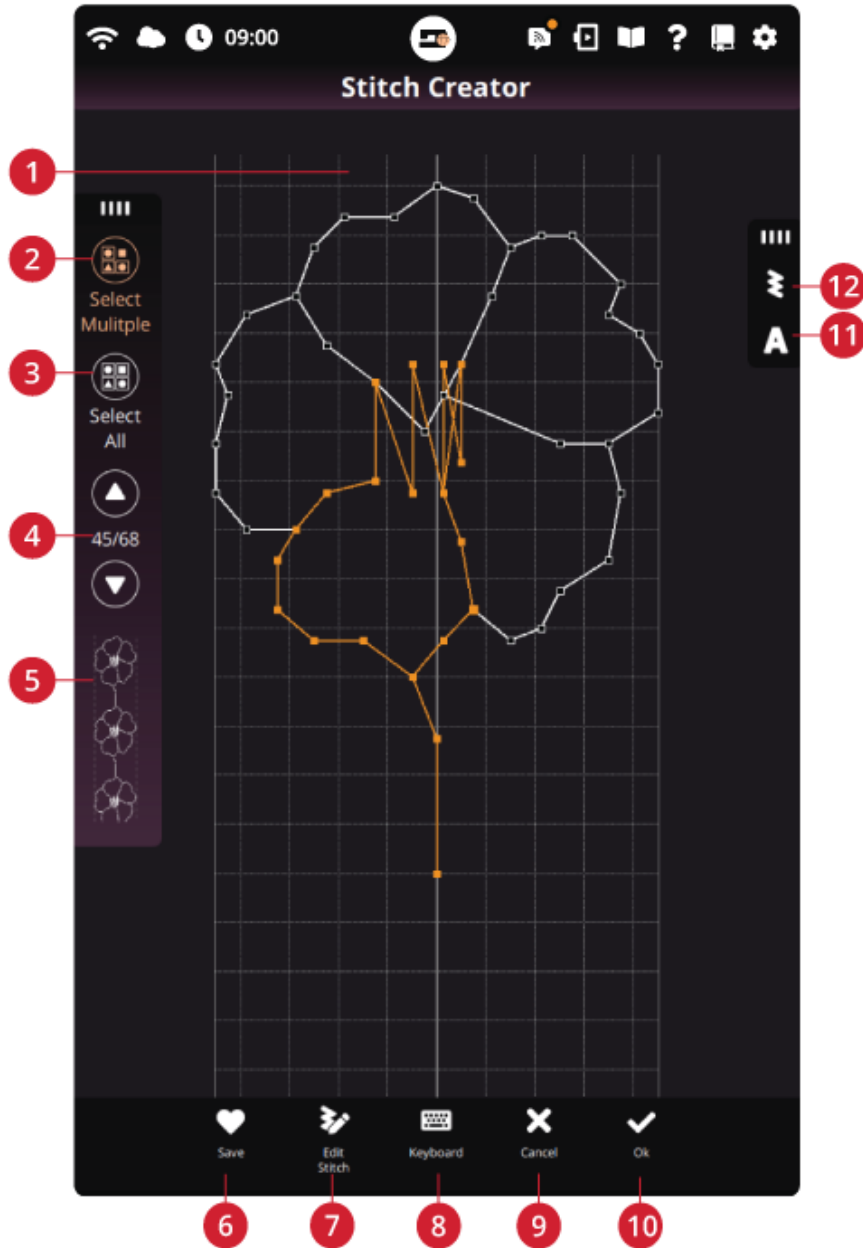 09:00
Stitch Creator
1
2
Select
Mulitple
12
11
A
3
Select
All
4
45/68
5
Save
Edit
Stitch
Keyboard
Cancel
Ok
6
7
8
9
10